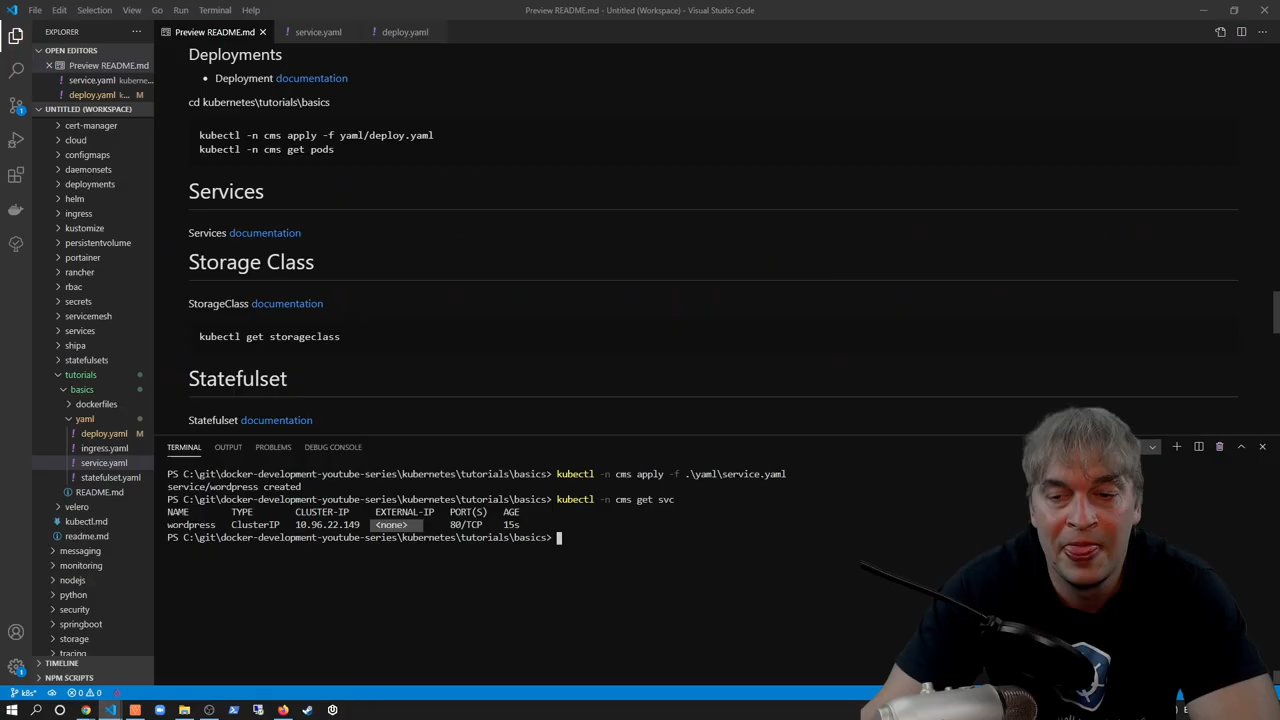 File Edit Selection View Go Run Terminal Help
Preview README.md - Untitled (Workspace) - Visual Studio Code
EXPLORER
Preview README.md
service.yaml
deploy.yaml
OPEN EDITORS
Preview README.md
service.yaml kuberne...
deploy.yaml k... M
UNTITLED (WORKSPACE)
cert-manager
cloud
configmaps
daemonsets
deployments
helm
ingress
kustomize
persistentvolume
portainer
rancher
rbac
secrets
servicemesh
services
shipa
statefulsets
tutorials
basics
dockerfiles
yaml
deploy.yaml M
ingress.yaml
service.yaml
statefulset.yaml
README.md
velero
kubectl.md
readme.md
messaging
monitoring
nodejs
python
security
springboot
storage
tracing
TIMELINE
NPM SCRIPTS
Deployments
Deployment documentation
cd kubernetes\tutorials\basics
kubectl -n cms apply -f yaml/deploy.yaml
kubectl -n cms get pods
Services
Services documentation
Storage Class
StorageClass documentation
kubectl get storageclass
Statefulset
Statefulset documentation
TERMINAL OUTPUT PROBLEMS DEBUG CONSOLE
PS C:\git\docker-development-youtube-series\kubernetes\tutorials\basics> kubectl -n cms apply -f .\yaml\service.yaml
service/wordpress created
PS C:\git\docker-development-youtube-series\kubernetes\tutorials\basics> kubectl -n cms get svc
NAME TYPE CLUSTER-IP EXTERNAL-IP PORT(S) AGE
wordpress ClusterIP 10.96.22.149 <none> 80/TCP 15s
PS C:\git\docker-development-youtube-series\kubernetes\tutorials\basics>
k8s* 0 0